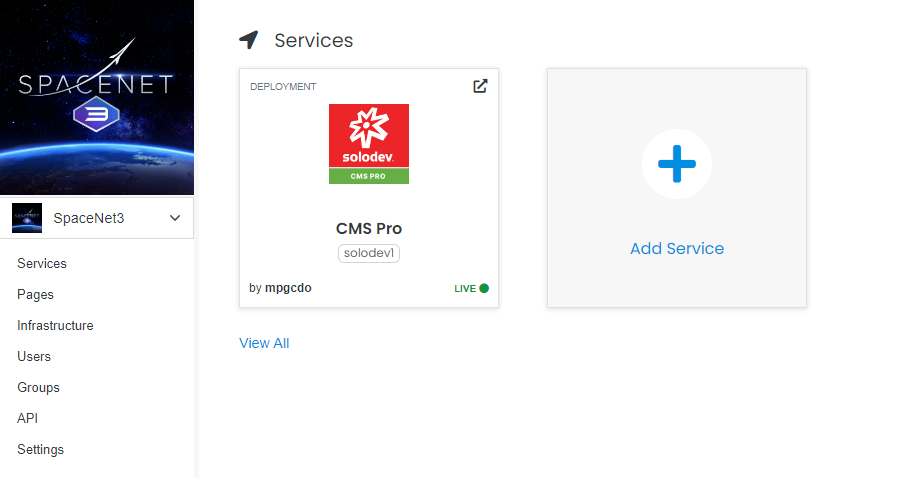 SPACENET
3
SpaceNet3
Services
Pages
Infrastructure
Users
Groups
API
Settings
Services
DEPLOYMENT
solodev
CMS PRO
CMS Pro
solodev1
by mpgcdo
LIVE
Add Service
View All